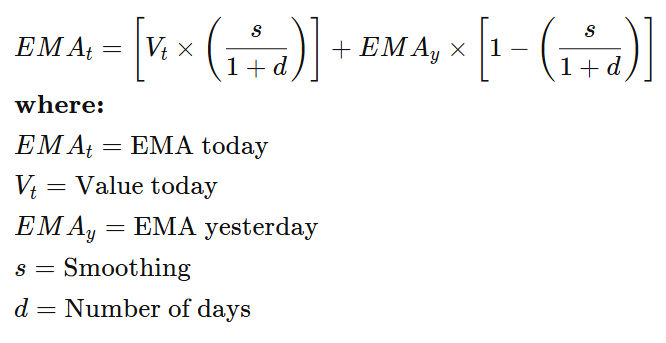 EMA_t = [V_t × (s / (1 + d))] + EMA_y × [1 − (s / (1 + d))]
where:
EMA_t = EMA today
V_t = Value today
EMA_y = EMA yesterday
s = Smoothing
d = Number of days